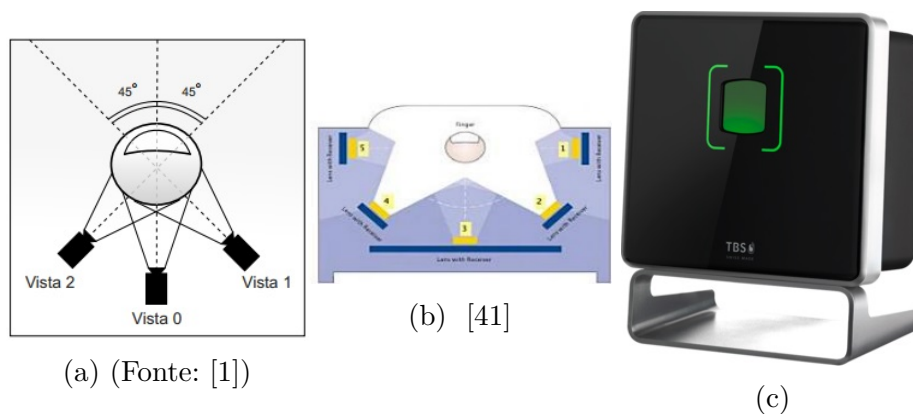 45° 45°
Vista 2
Vista 1
Vista 0
(a) (Fonte: [1])
Finger
5
1
4
2
3
Lens with Receiver
Lens with Receiver
Lens with Receiver
Lens with Receiver
Lens with Receiver
(b) [41]
TBS
(c)